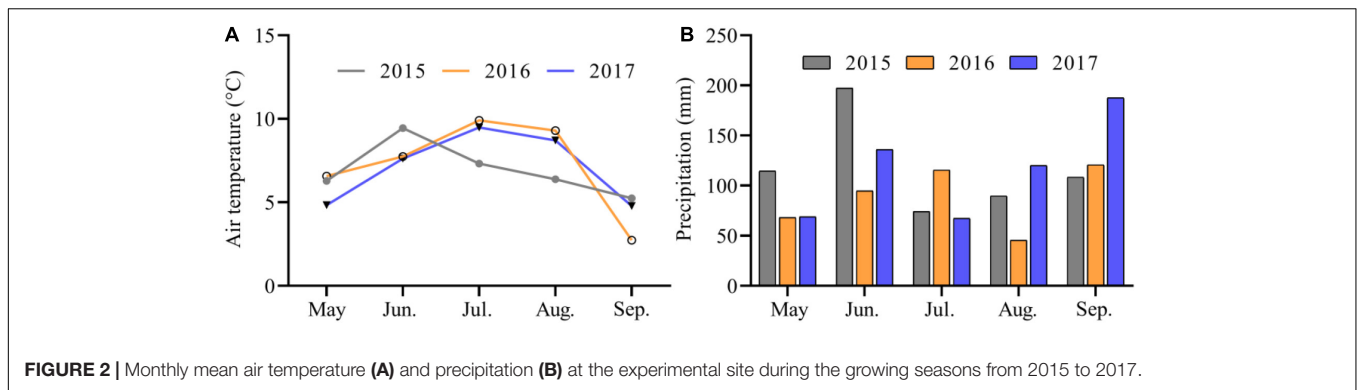 A
15
10
5
0
Air temperature (°C)
2015 2016 2017
May Jun. Jul. Aug. Sep.
B
250
200
150
100
50
0
Precipitation (mm)
2015 2016 2017
May Jun. Jul. Aug. Sep.
FIGURE 2 | Monthly mean air temperature (A) and precipitation (B) at the experimental site during the growing seasons from 2015 to 2017.